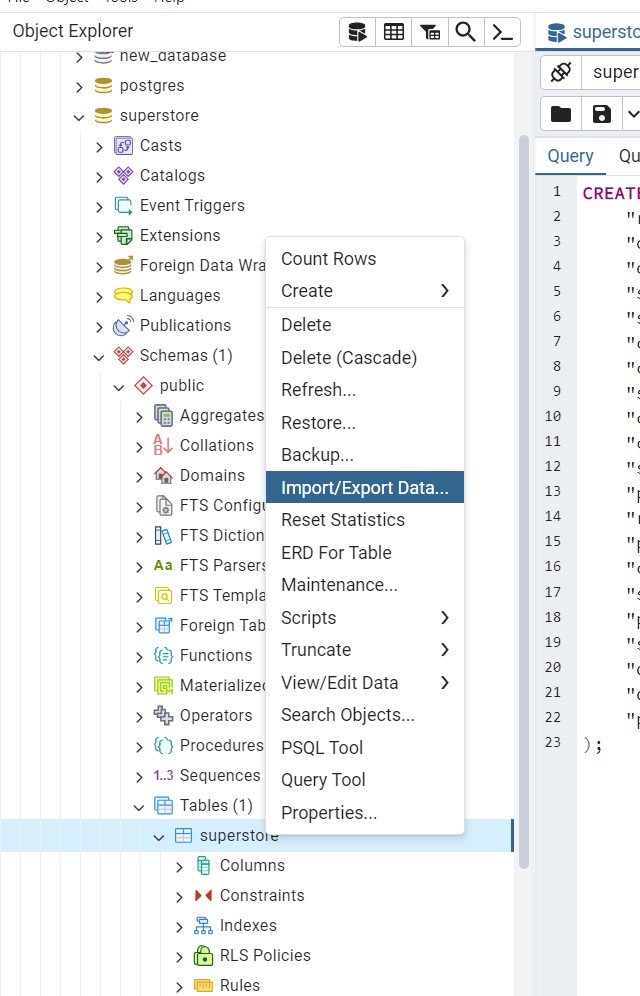 Object Tools Help
Object Explorer
new_database
postgres
superstore
Casts
Catalogs
Event Triggers
Extensions
Foreign Data Wra
Languages
Publications
Schemas (1)
public
Aggregates
Collations
Domains
FTS Configu
FTS Diction
FTS Parsers
FTS Templa
Foreign Tab
Functions
Materialized
Operators
Procedures
1..3 Sequences
Tables (1)
superstore
Columns
Constraints
Indexes
RLS Policies
Rules
Count Rows
Create
Delete
Delete (Cascade)
Refresh...
Restore...
Backup...
Import/Export Data...
Reset Statistics
ERD For Table
Maintenance...
Scripts
Truncate
View/Edit Data
Search Objects...
PSQL Tool
Query Tool
Properties...
supersto
super
Query Qu
1 CREATE
2
3
4
5
6
7
8
9
10
11
12
13
14
15
16
17
18
19
20
21
22
23 );